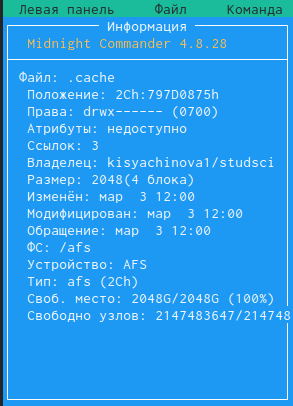 Левая панель Файл Команда
Информация
Midnight Commander 4.8.28
Файл: .cache
Положение: 2Ch:797D0875h
Права: drwx------ (0700)
Атрибуты: недоступно
Ссылок: 3
Владелец: kisyachinova1/studsci
Размер: 2048(4 блока)
Изменён: мар 3 12:00
Модифицирован: мар 3 12:00
Обращение: мар 3 12:00
ФС: /afs
Устройство: AFS
Тип: afs (2Ch)
Своб. место: 2048G/2048G (100%)
Свободно узлов: 2147483647/214748